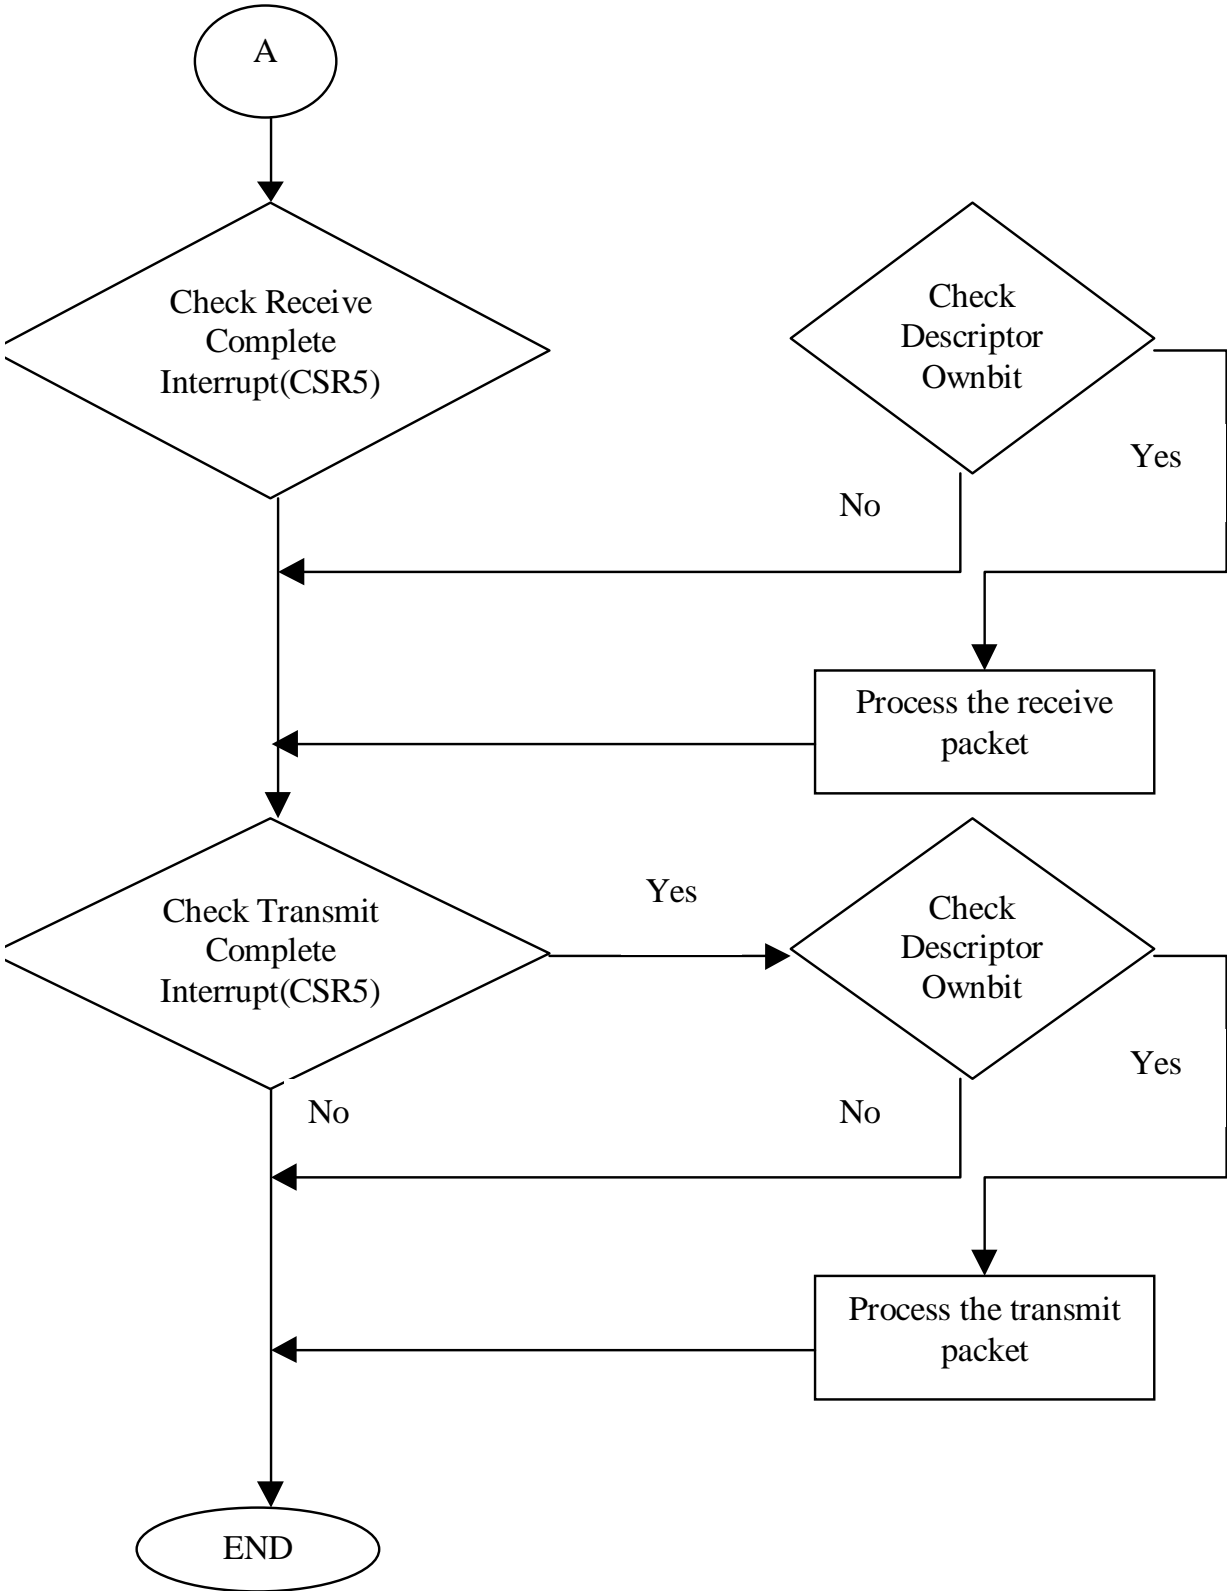 A
Check Receive
Complete
Interrupt(CSR5)
Check
Descriptor
Ownbit
Yes
No
Process the receive
packet
Check Transmit
Complete
Interrupt(CSR5)
Yes
Check
Descriptor
Ownbit
Yes
No
No
Process the transmit
packet
END